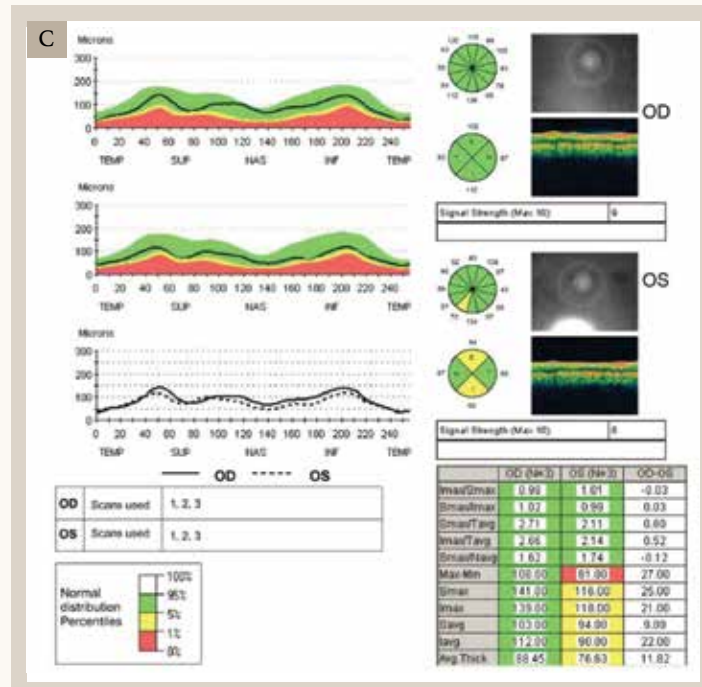 C
Microns
300
200
100
0
0 20 40 60 80 100 120 140 160 180 200 220 240
TEMP SUP NAS INF TEMP
OD
Signal Strength (Max 10) 9
Microns
300
200
100
0
0 20 40 60 80 100 120 140 160 180 200 220 240
TEMP SUP NAS INF TEMP
OS
Microns
300
200
100
0
0 20 40 60 80 100 120 140 160 180 200 220 240
TEMP SUP NAS INF TEMP
Signal Strength (Max 10)
OD OS
OD Scans used 1, 2, 3
OS Scans used 1, 2, 3
Normal
distribution
Percentiles
100%
95%
5%
1%
0%
OD (N=3) OS (N=3) OD-OS
Imax/Smax 0.98 1.01 -0.03
Smax/Imax 1.02 0.99 0.03
Smax/Tavg 2.71 2.11 0.60
Imax/Tavg 2.66 2.14 0.52
Smax/Navg 1.62 1.74 -0.12
Max-Min 108.00 81.00 27.00
Smax 141.00 116.00 25.00
Imax 139.00 118.00 21.00
Savg 103.00 94.00 9.00
Iavg 112.00 90.00 22.00
Avg.Thick 88.45 76.63 11.82